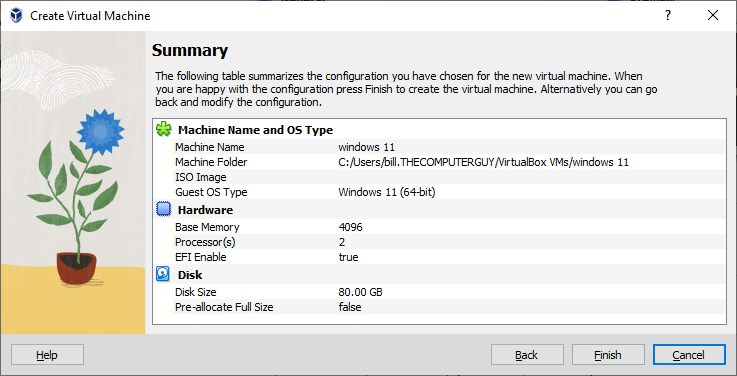 Create Virtual Machine
?
Summary
The following table summarizes the configuration you have chosen for the new virtual machine. When
you are happy with the configuration press Finish to create the virtual machine. Alternatively you can go
back and modify the configuration.
Machine Name and OS Type
Machine Name windows 11
Machine Folder C:/Users/bill.THECOMPUTERGUY/VirtualBox VMs/windows 11
ISO Image
Guest OS Type Windows 11 (64-bit)
Hardware
Base Memory 4096
Processor(s) 2
EFI Enable true
Disk
Disk Size 80.00 GB
Pre-allocate Full Size false
Help Back Finish Cancel